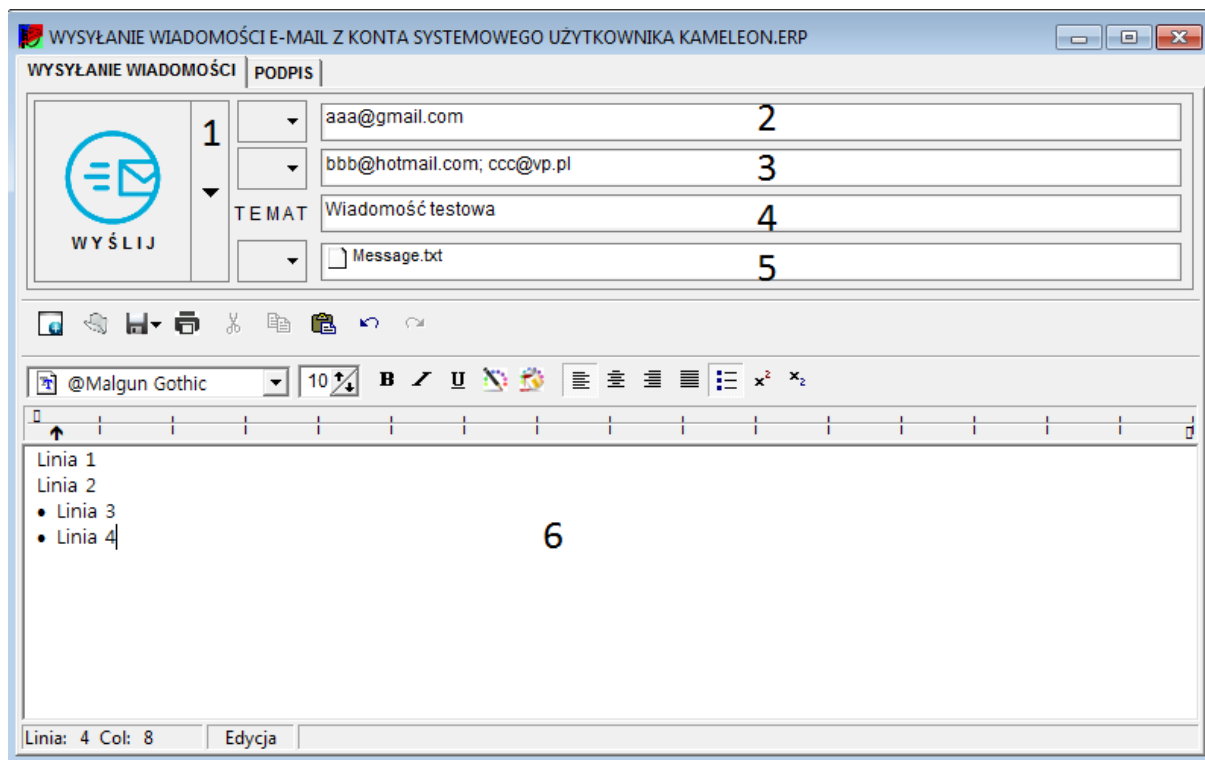 WYSYŁANIE WIADOMOŚCI E-MAIL Z KONTA SYSTEMOWEGO UŻYTKOWNIKA KAMELEON.ERP
WYSYŁANIE WIADOMOŚCI PODPIS
1
aaa@gmail.com 2
bbb@hotmail.com; ccc@vp.pl 3
TEMAT Wiadomość testowa 4
WYŚLIJ
Message.txt 5
@Malgun Gothic 10 B I U x² x₂
Linia 1
Linia 2
• Linia 3
• Linia 4
6
Linia: 4 Col: 8 Edycja